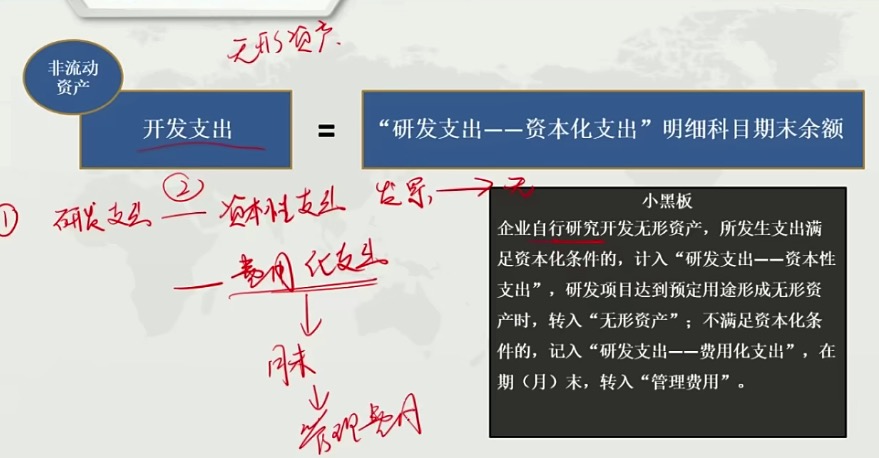 无形资产
非流动
资产
开发支出 = “研发支出——资本化支出”明细科目期末余额
① 研发支出 ② — 资本性支出 发票 → 无
— 费用化支出
月末
管理费用
小黑板
企业自行研究开发无形资产，所发生支出满
足资本化条件的，计入“研发支出——资本性
支出”，研发项目达到预定用途形成无形资
产时，转入“无形资产”；不满足资本化条
件的，记入“研发支出——费用化支出”，在
期（月）末，转入“管理费用”。